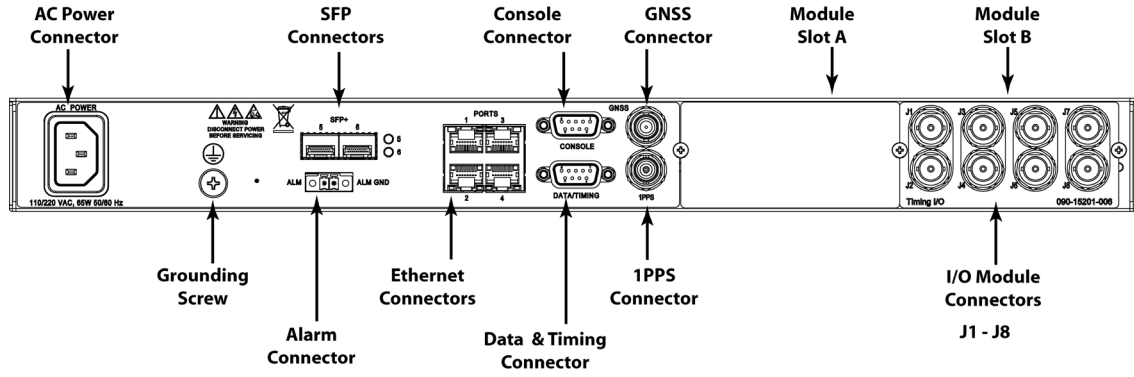 AC Power
Connector
SFP
Connectors
Console
Connector
GNSS
Connector
Module
Slot A
Module
Slot B
AC POWER
WARNING
DISCONNECT POWER
BEFORE SERVICING
SFP+
5 6
5
6
ALM
ALM GND
110/220 VAC, 65W 50/60 Hz
PORTS
1 3
2 4
CONSOLE
DATA/TIMING
GNSS
1PPS
J1 J3 J5 J7
J2 J4 J6 J8
Timing I/O
090-15201-006
Grounding
Screw
Alarm
Connector
Ethernet
Connectors
Data & Timing
Connector
1PPS
Connector
I/O Module
Connectors
J1 - J8